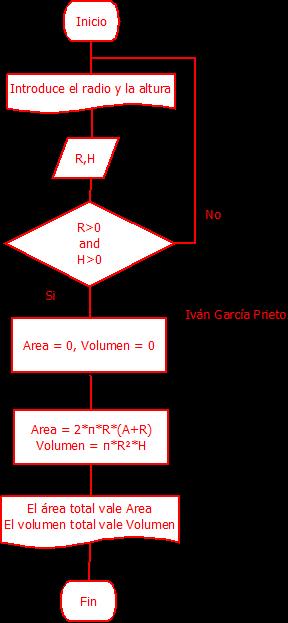 Inicio
Introduce el radio y la altura
R,H
R>0
and
H>0
No
Si
Iván García Prieto
Area = 0, Volumen = 0
Area = 2*n*R*(A+R)
Volumen = n*R²*H
El área total vale Area
El volumen total vale Volumen
Fin